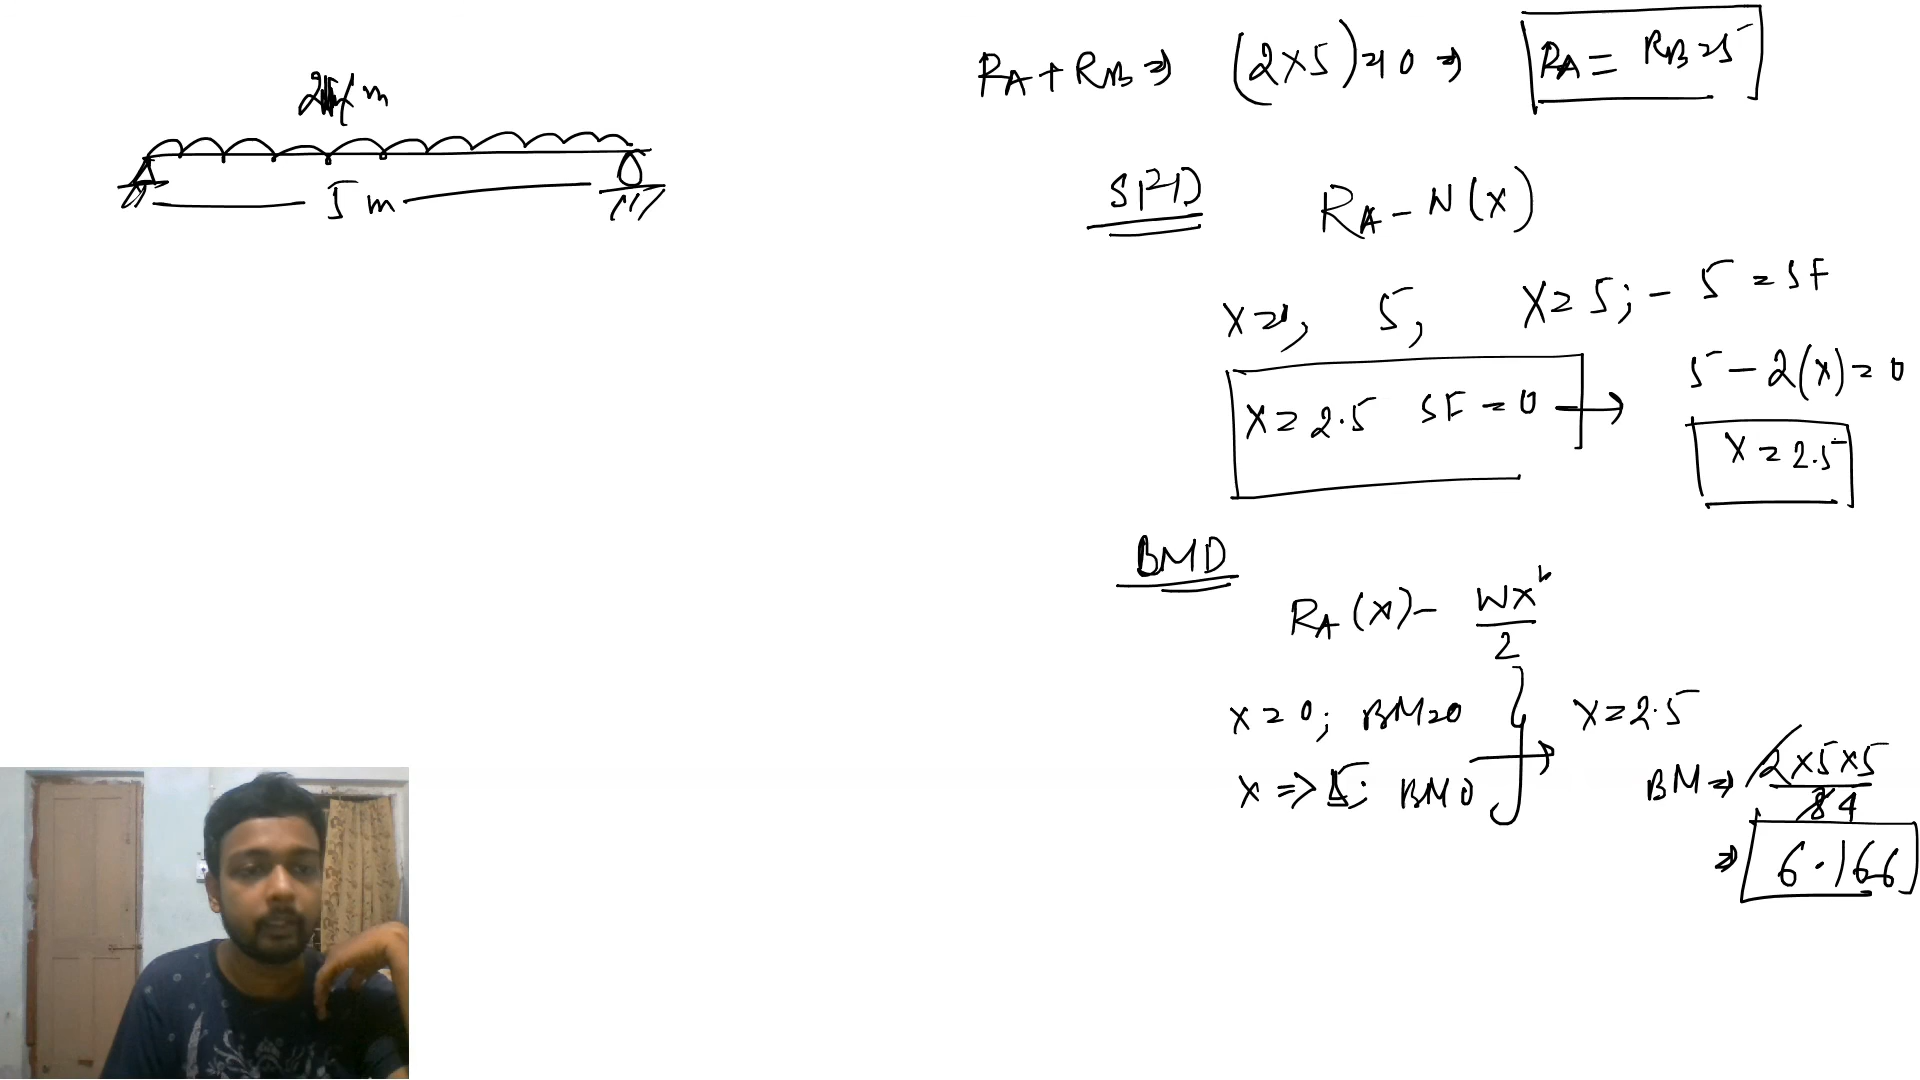 2N/m
5 m
RA + RB ⇒ (2×5) = 10 ⇒ RA = RB = 5
SFD RA - W(x)
x = 0, 5, x = 5; - 5 = SF
x = 2.5 SF = 0 → 5 - 2(x) = 0
x = 2.5
BMD
RA (x) - Wx²/2
x = 0; BM = 0 x = 2.5
x => 5; BM 0 → BM ⇒ 2×5×5/8 4
⇒ 6.166